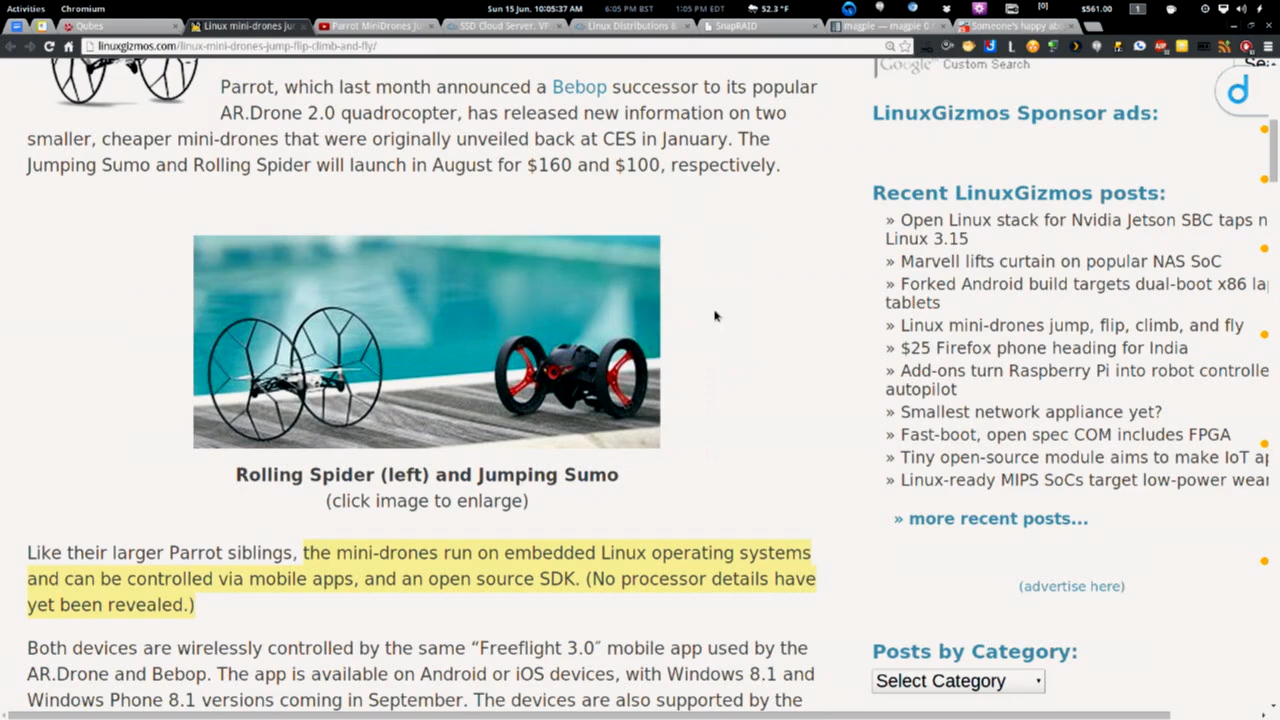 Activities
Chromium
Sun 15 Jun, 10:05:37 AM
6:05 PM BST
1:05 PM EDT
52.3 °F
[0]
1
$561.00
Qubes
Linux mini-drones ju
Parrot MiniDrones Ju
SSD Cloud Server, VP
Linux Distributions &
SnapRAID
magpie — magpie 0.
Someone's happy ab
linuxgizmos.com/linux-mini-drones-jump-flip-climb-and-fly/
Google Custom Search
Parrot, which last month announced a Bebop successor to its popular
AR.Drone 2.0 quadrocopter, has released new information on two
smaller, cheaper mini-drones that were originally unveiled back at CES in January. The
Jumping Sumo and Rolling Spider will launch in August for $160 and $100, respectively.
Rolling Spider (left) and Jumping Sumo
(click image to enlarge)
Like their larger Parrot siblings, the mini-drones run on embedded Linux operating systems
and can be controlled via mobile apps, and an open source SDK. (No processor details have
yet been revealed.)
Both devices are wirelessly controlled by the same “Freeflight 3.0″ mobile app used by the
AR.Drone and Bebop. The app is available on Android or iOS devices, with Windows 8.1 and
Windows Phone 8.1 versions coming in September. The devices are also supported by the
LinuxGizmos Sponsor ads:
Recent LinuxGizmos posts:
» Open Linux stack for Nvidia Jetson SBC taps n
Linux 3.15
» Marvell lifts curtain on popular NAS SoC
» Forked Android build targets dual-boot x86 la
tablets
» Linux mini-drones jump, flip, climb, and fly
» $25 Firefox phone heading for India
» Add-ons turn Raspberry Pi into robot controlle
autopilot
» Smallest network appliance yet?
» Fast-boot, open spec COM includes FPGA
» Tiny open-source module aims to make IoT a
» Linux-ready MIPS SoCs target low-power wear
» more recent posts...
(advertise here)
Posts by Category:
Select Category